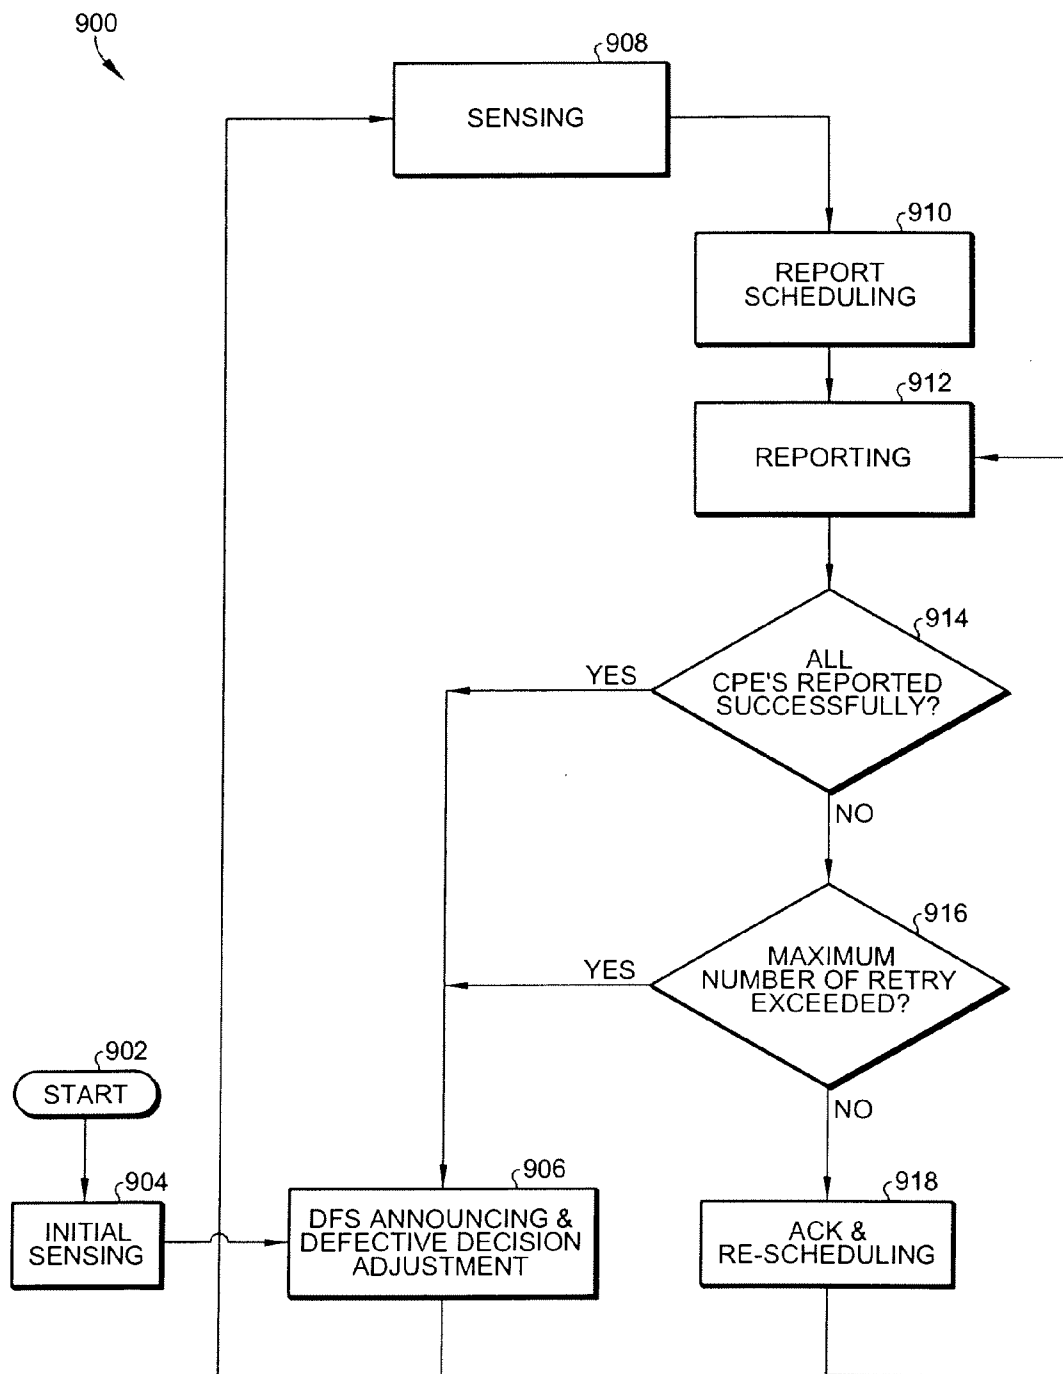 900
908
SENSING
910
REPORT
SCHEDULING
912
REPORTING
914
ALL
CPE'S REPORTED
SUCCESSFULLY?
YES
NO
916
MAXIMUM
NUMBER OF RETRY
EXCEEDED?
YES
NO
902
START
904
INITIAL
SENSING
906
DFS ANNOUNCING &
DEFECTIVE DECISION
ADJUSTMENT
918
ACK &
RE-SCHEDULING